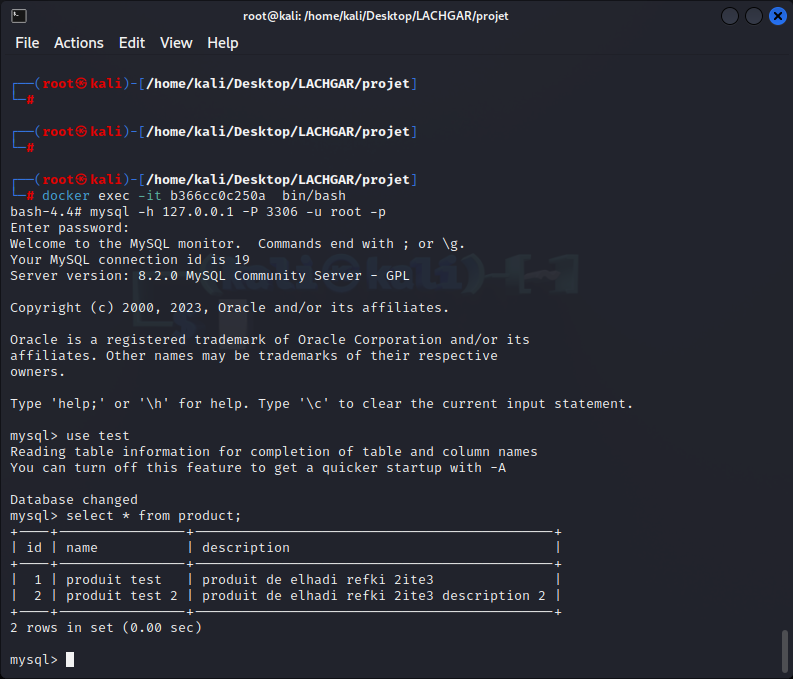 root@kali: /home/kali/Desktop/LACHGAR/projet
File Actions Edit View Help
┌──(root㉿kali)-[/home/kali/Desktop/LACHGAR/projet]
└─#
┌──(root㉿kali)-[/home/kali/Desktop/LACHGAR/projet]
└─#
┌──(root㉿kali)-[/home/kali/Desktop/LACHGAR/projet]
└─# docker exec -it b366cc0c250a  bin/bash
bash-4.4# mysql -h 127.0.0.1 -P 3306 -u root -p
Enter password:
Welcome to the MySQL monitor.  Commands end with ; or \g.
Your MySQL connection id is 19
Server version: 8.2.0 MySQL Community Server - GPL
Copyright (c) 2000, 2023, Oracle and/or its affiliates.
Oracle is a registered trademark of Oracle Corporation and/or its
affiliates. Other names may be trademarks of their respective
owners.
Type 'help;' or '\h' for help. Type '\c' to clear the current input statement.
mysql> use test
Reading table information for completion of table and column names
You can turn off this feature to get a quicker startup with -A
Database changed
mysql> select * from product;
+----+----------------+---------------------------------------------+
| id | name           | description                                 |
+----+----------------+---------------------------------------------+
|  1 | produit test   | produit de elhadi refki 2ite3               |
|  2 | produit test 2 | produit de elhadi refki 2ite3 description 2 |
+----+----------------+---------------------------------------------+
2 rows in set (0.00 sec)
mysql>